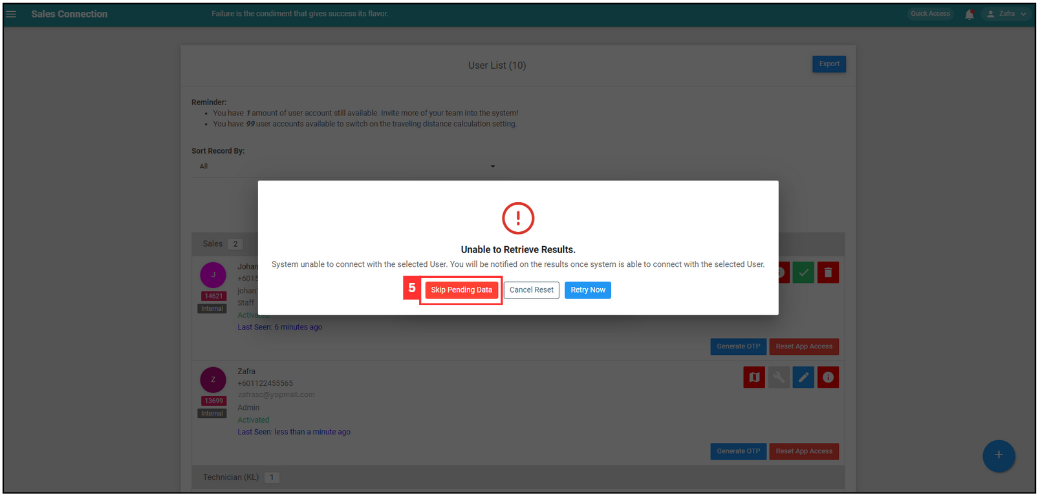 Sales Connection
Failure is the condiment that gives success its flavor.
Quick Access
Zafra
User List (10)
Export
Reminder:
You have 1 amount of user account still available. Invite more of your team into the system!
You have 99 user accounts available to switch on the traveling distance calculation setting.
Sort Record By:
All
Sales 2
Unable to Retrieve Results.
System unable to connect with the selected User. You will be notified on the results once system is able to connect with the selected User.
5 Skip Pending Data Cancel Reset Retry Now
J
14621
Internal
Staff
Last Seen: 6 minutes ago
Generate OTP Reset App Access
Z
13699
Internal
Zafra
+601122455565
zafrasc@yopmail.com
Admin
Activated
Last Seen: less than a minute ago
Generate OTP Reset App Access
Technician (KL) 1